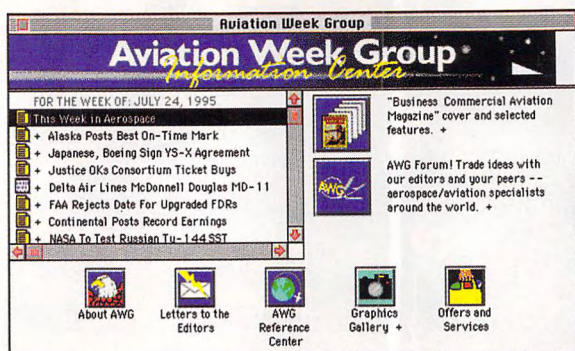 Aviation Week Group
Aviation Week Group
Information Center
FOR THE WEEK OF: JULY 24, 1995
This Week in Aerospace
+ Alaska Posts Best On-Time Mark
+ Japanese, Boeing Sign YS-X Agreement
+ Justice OKs Consortium Ticket Buys
+ Delta Air Lines McDonnell Douglas MD-11
+ FAA Rejects Date For Upgraded FDRs
+ Continental Posts Record Earnings
+ NASA To Test Russian Tu-144 SST
"Business Commercial Aviation
Magazine" cover and selected
features. +
AWG
AWG Forum! Trade ideas with
our editors and your peers --
aerospace/aviation specialists
around the world. +
About AWG
Letters to the
Editors
AWG
Reference
Center
Graphics
Gallery +
Offers and
Services